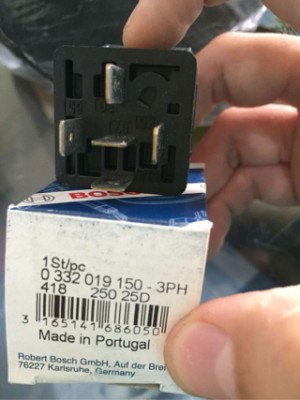 BOSCH
1St/pc
0 332 019 150 - 3PH
418 250 25D
3 165141 686050
Made in Portugal
Robert Bosch GmbH, Auf der
76227 Karlsruhe, Germany